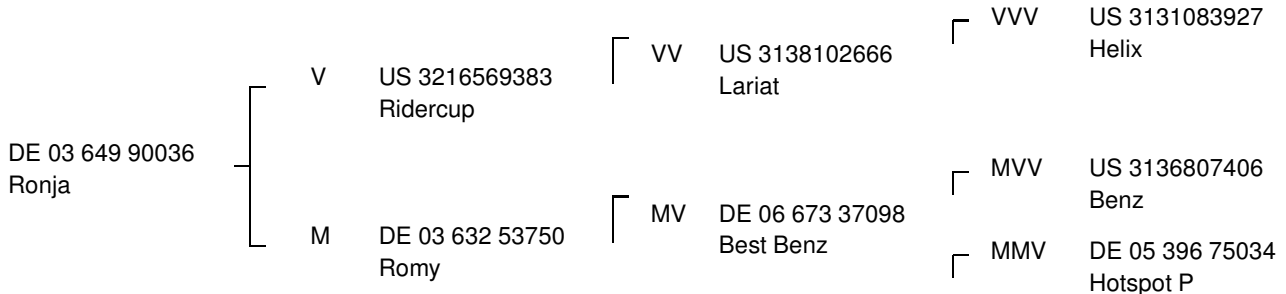 VVV US 3131083927
Helix
VV US 3138102666
Lariat
V US 3216569383
Ridercup
DE 03 649 90036
Ronja
MVV US 3136807406
Benz
MV DE 06 673 37098
Best Benz
M DE 03 632 53750
Romy
MMV DE 05 396 75034
Hotspot P